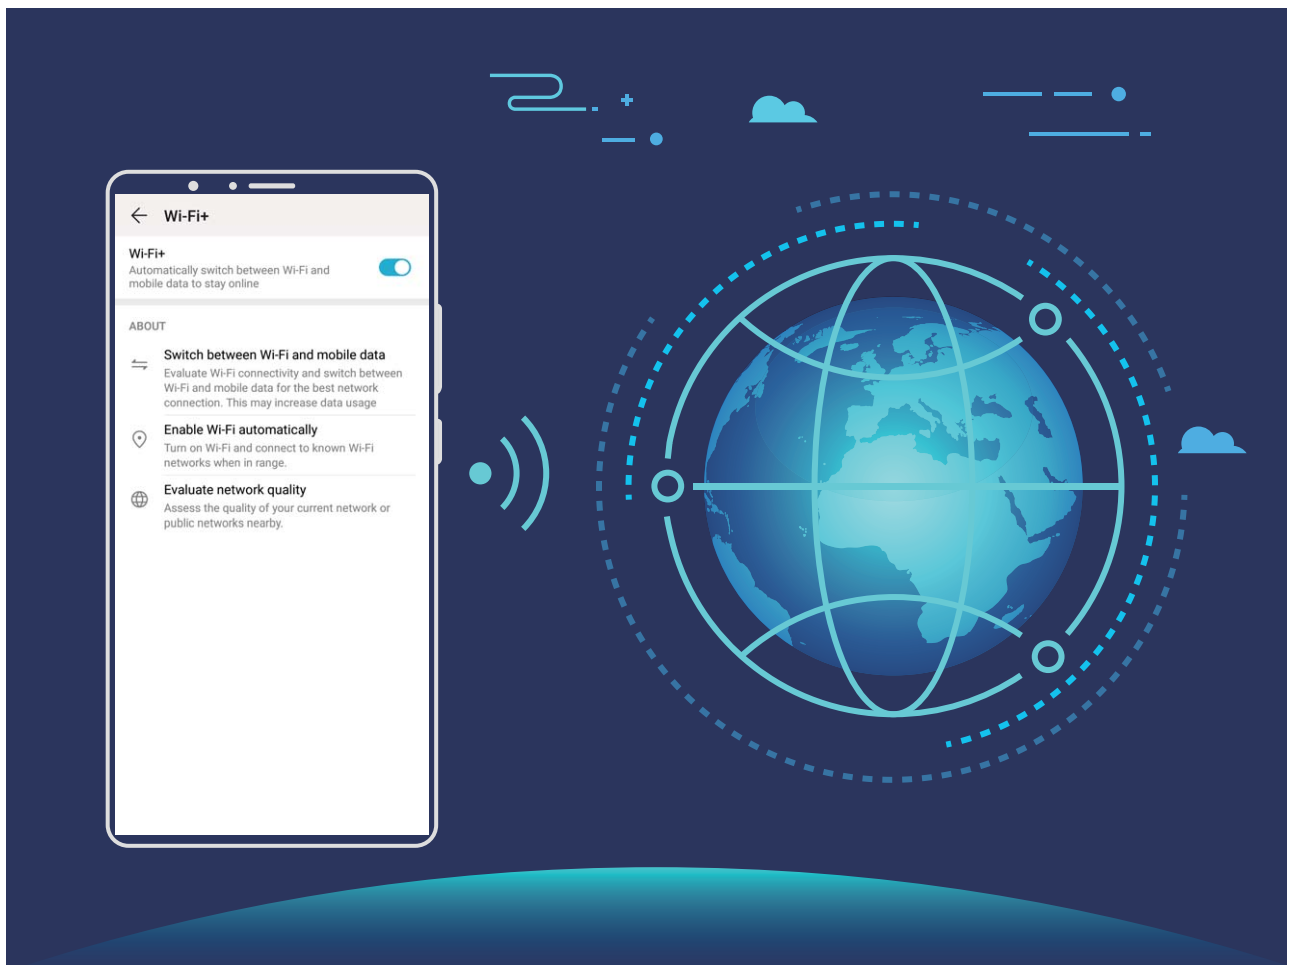 Wi-Fi+
Wi-Fi+
Automatically switch between Wi-Fi and
mobile data to stay online
ABOUT
Switch between Wi-Fi and mobile data
Evaluate Wi-Fi connectivity and switch between
Wi-Fi and mobile data for the best network
connection. This may increase data usage
Enable Wi-Fi automatically
Turn on Wi-Fi and connect to known Wi-Fi
networks when in range.
Evaluate network quality
Assess the quality of your current network or
public networks nearby.